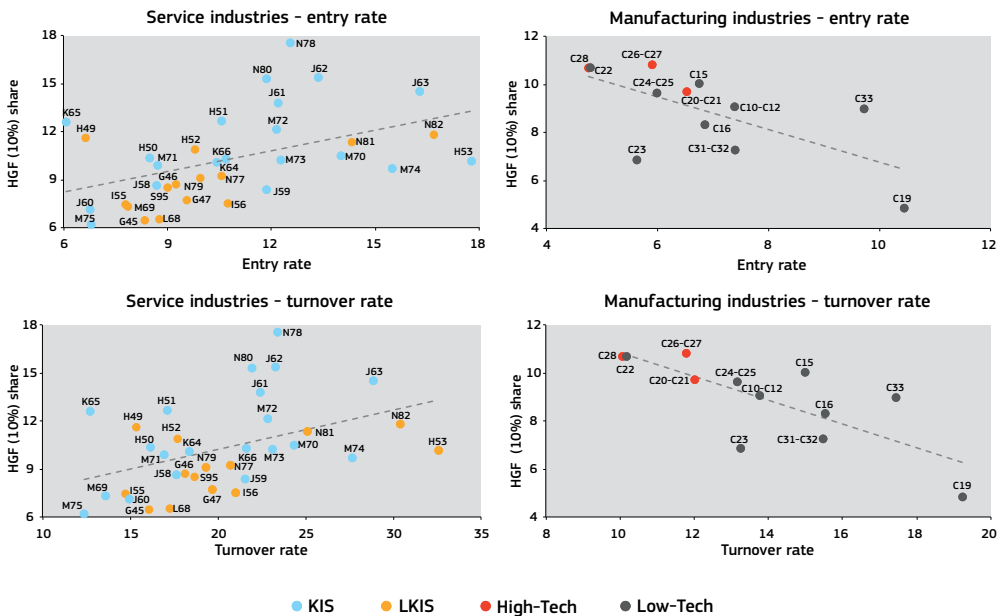 Service industries - entry rate
18
15
12
9
6
HGF (10%) share
N78
N80
J62
J63
J61
K65
H51
M72
H49
N82
H52
N81
H50
M71
K66
M73
M70
H53
K64
M74
G46
J58
N79
N77
J59
S95
I55
G47
I56
J60
M69
M75
G45
L68
6
9
12
15
18
Entry rate
Manufacturing industries - entry rate
12
10
8
6
4
HGF (10%) share
C26-C27
C28
C22
C15
C24-C25
C20-C21
C10-C12
C33
C16
C31-C32
C23
C19
4
6
8
10
12
Entry rate
Service industries - turnover rate
18
15
12
9
6
HGF (10%) share
N78
N80
J62
J63
J61
K65
H51
M72
H49
N82
H52
N81
H50
K64
M70
H53
M71
K66
M73
M74
G46
N79
N77
J58
S95
J59
M69
I55
G47
I56
J60
M75
G45
L68
10
15
20
25
30
35
Turnover rate
Manufacturing industries - turnover rate
12
10
8
6
4
HGF (10%) share
C26-C27
C28
C22
C20-C21
C24-C25
C15
C10-C12
C33
C16
C31-C32
C23
C19
8
10
12
14
16
18
20
Turnover rate
KIS
LKIS
High-Tech
Low-Tech